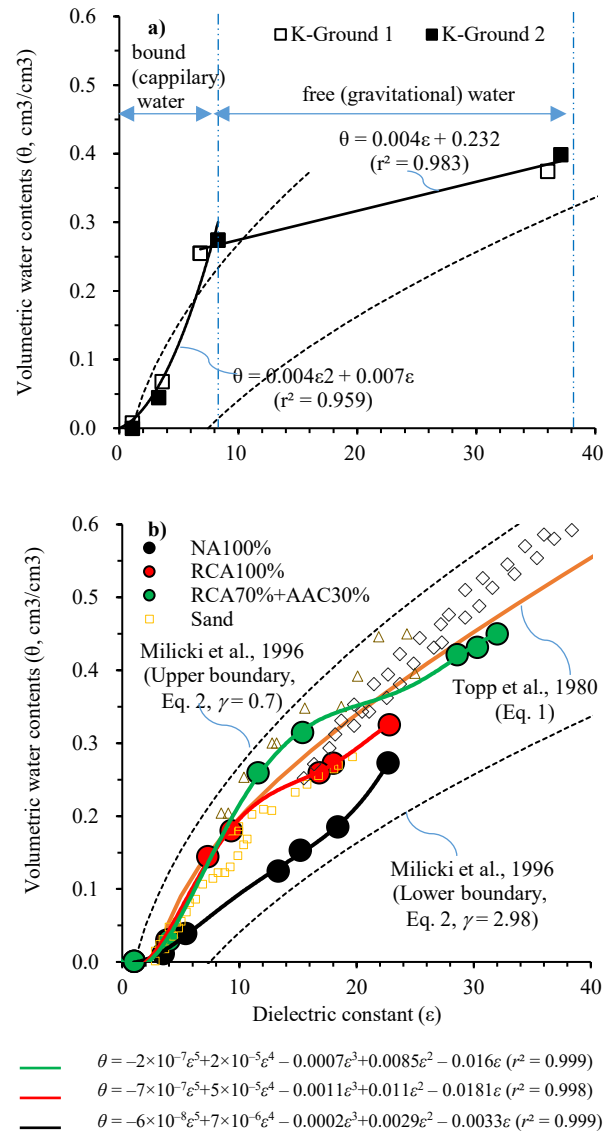 a)
K-Ground 1
K-Ground 2
bound
(cappilary)
water
free (gravitational) water
θ = 0.004ε + 0.232
(r² = 0.983)
θ = 0.004ε2 + 0.007ε
(r² = 0.959)
Volumetric water contents (θ, cm3/cm3)
0.6
0.5
0.4
0.3
0.2
0.1
0.0
0
10
20
30
40
b)
NA100%
RCA100%
RCA70%+AAC30%
Sand
Milicki et al., 1996
(Upper boundary,
Eq. 2, γ = 0.7)
Topp et al., 1980
(Eq. 1)
Milicki et al., 1996
(Lower boundary,
Eq. 2, γ = 2.98)
Volumetric water contents (θ, cm3/cm3)
0.6
0.5
0.4
0.3
0.2
0.1
0.0
0
10
20
30
40
Dielectric constant (ε)
θ = −2×10⁻⁷ε⁵+2×10⁻⁵ε⁴ – 0.0007ε³+0.0085ε² – 0.016ε (r² = 0.999)
θ = −7×10⁻⁷ε⁵+5×10⁻⁵ε⁴ – 0.0011ε³+0.011ε² – 0.0181ε (r² = 0.998)
θ = −6×10⁻⁸ε⁵+7×10⁻⁶ε⁴ – 0.0002ε³+0.0029ε² – 0.0033ε (r² = 0.999)